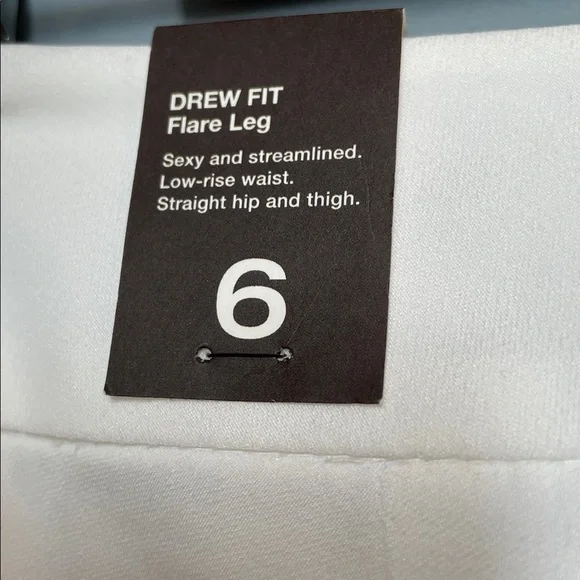 DREW FIT
Flare Leg
Sexy and streamlined.
Low-rise waist.
Straight hip and thigh.
6